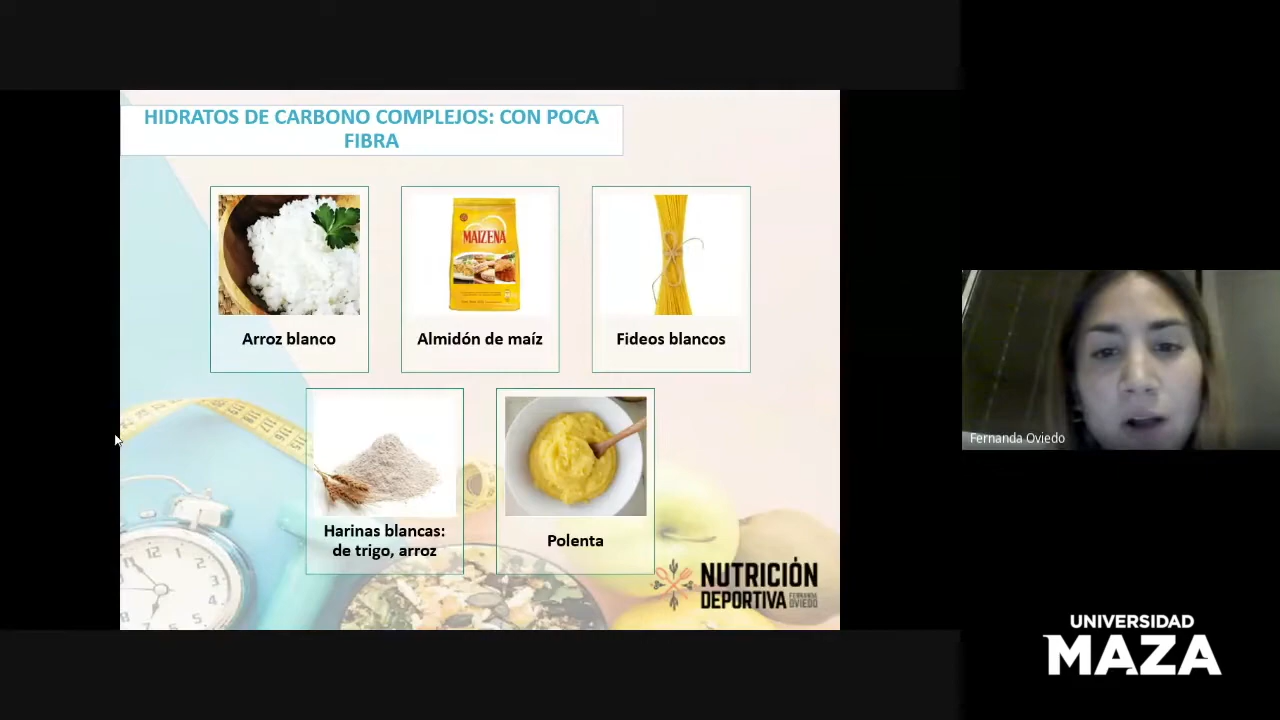 HIDRATOS DE CARBONO COMPLEJOS: CON POCA
FIBRA
MAIZENA
Arroz blanco
Almidón de maíz
Fideos blancos
Harinas blancas:
de trigo, arroz
Polenta
NUTRICIÓN
DEPORTIVA
FERNANDA
OVIEDO
Fernanda Oviedo
UNIVERSIDAD
MAZA